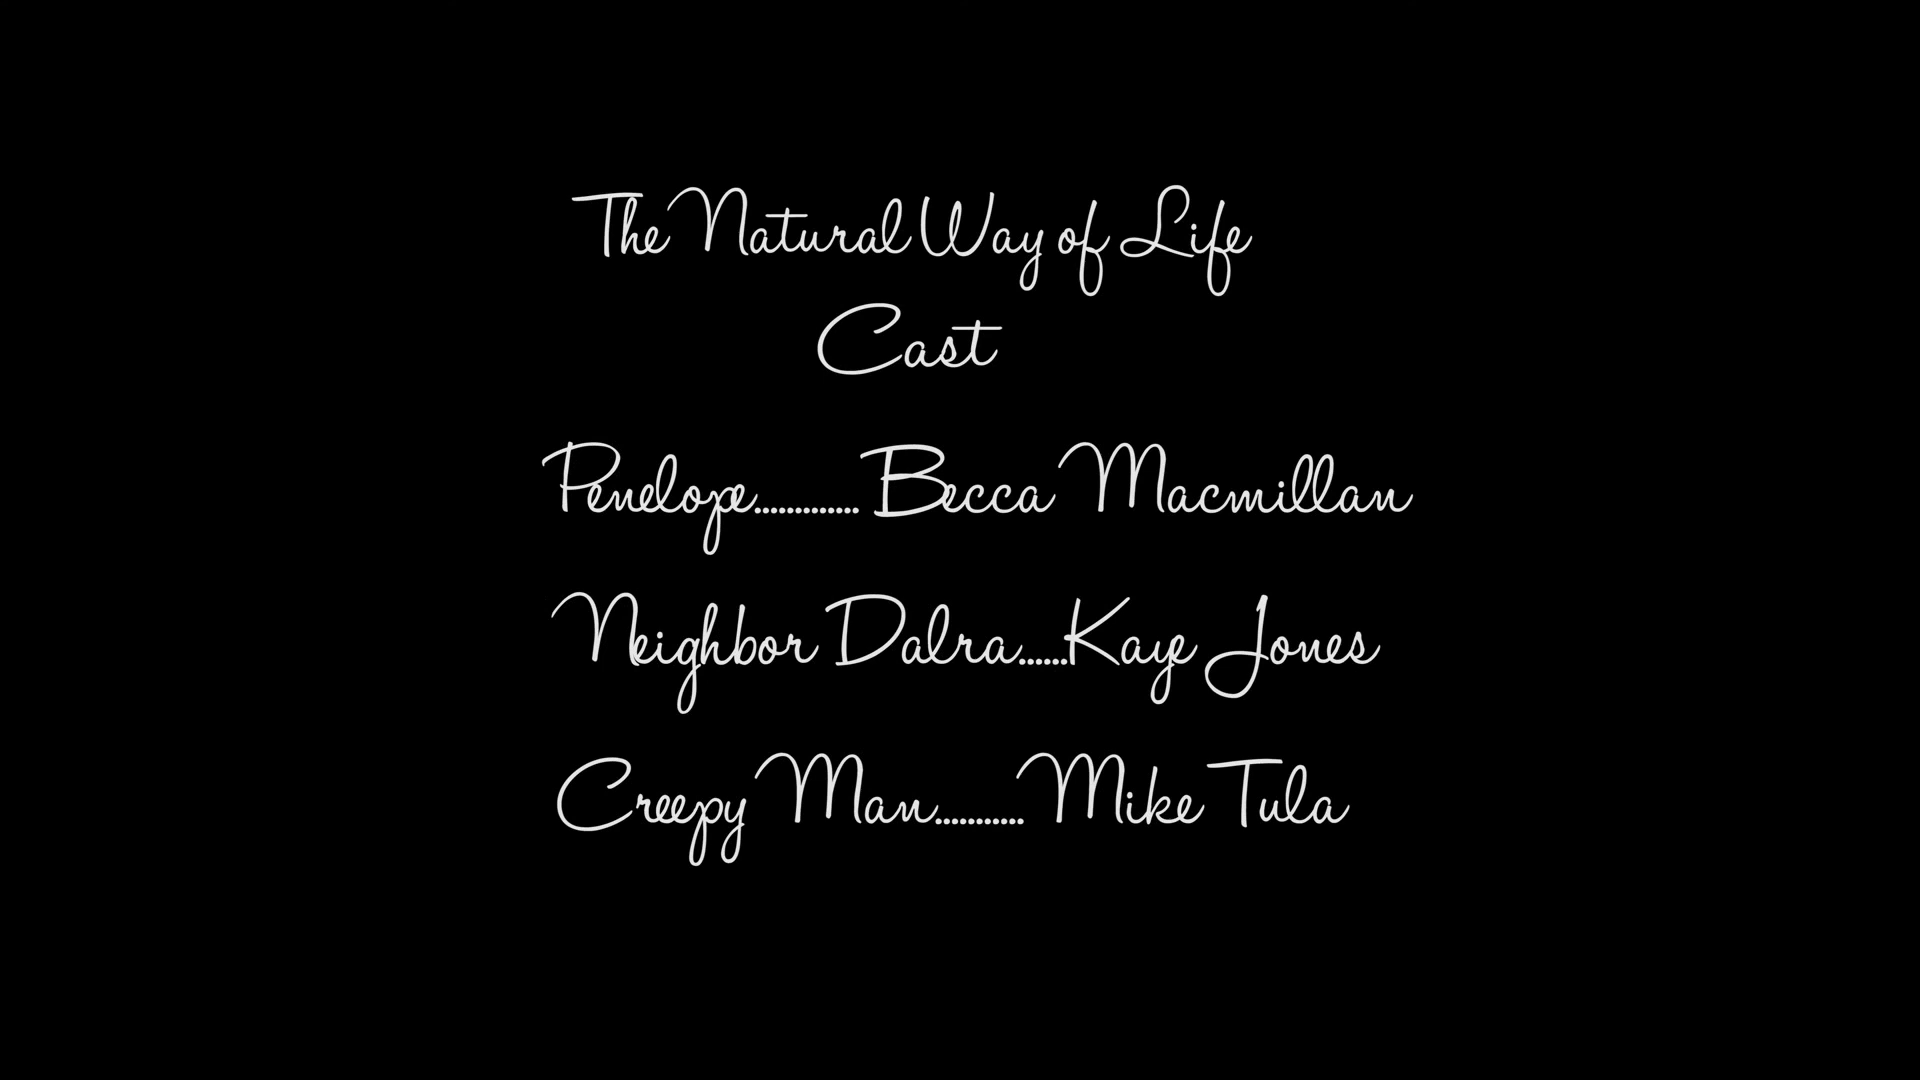 The Natural Way of Life
Cast
Penelope............. Becca Macmillan
Neighbor Dalra......Kaye Jones
Creepy Man...........Mike Tula